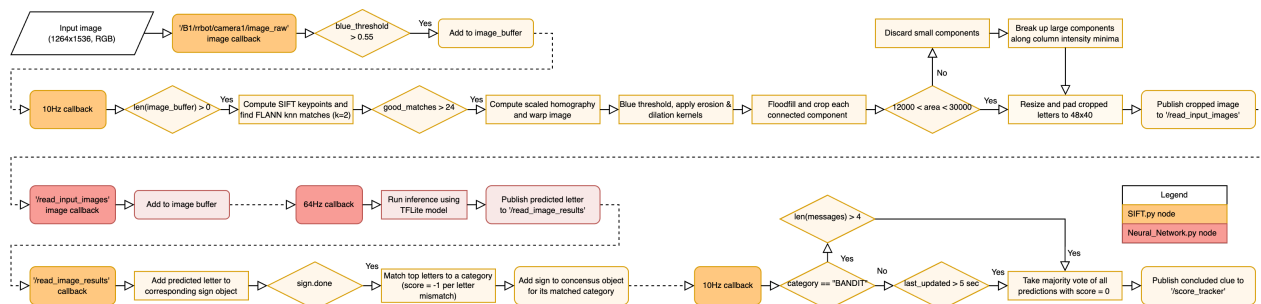 Input image
(1264x1536, RGB)
'/B1/rrbot/camera1/image_raw'
image callback
blue_threshold
> 0.55
Yes
Add to image_buffer
Discard small components
Break up large components
along column intensity minima
No
10Hz callback
len(image_buffer) > 0
Yes
Compute SIFT keypoints and
find FLANN knn matches (k=2)
good_matches > 24
Yes
Compute scaled homography
and warp image
Blue threshold, apply erosion &
dilation kernels
Floodfill and crop each
connected component
12000 < area < 30000
Yes
Resize and pad cropped
letters to 48x40
Publish cropped image
to '/read_input_images'
'/read_input_images'
image callback
Add to image buffer
64Hz callback
Run inference using
TFLite model
Publish predicted letter
to '/read_image_results'
Legend
SIFT.py node
Neural_Network.py node
len(messages) > 4
Yes
Yes
'/read_image_results'
callback
Add predicted letter to
corresponding sign object
sign.done
Yes
Match top letters to a category
(score = -1 per letter
mismatch)
Add sign to concensus object
for its matched category
10Hz callback
category == "BANDIT"
No
last_updated > 5 sec
Yes
Take majority vote of all
predictions with score = 0
Publish concluded clue to
'/score_tracker'